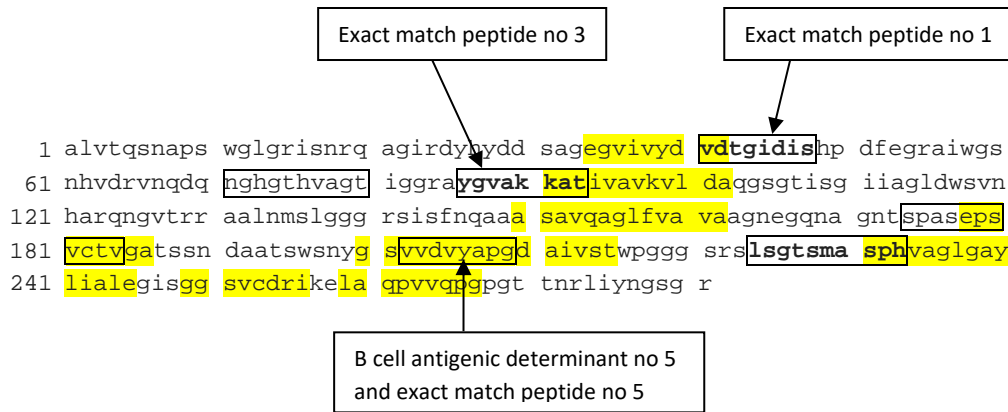 Exact match peptide no 3
Exact match peptide no 1
1 alvtqsnaps wglgrisnrq agirdyhydd sagegvivyd vdtgidishp dfegraiwgs
61 nhvdrvnqdq nghgthvagt iggraygvak kativavkvl daqgsgtisg iiagldwsvn
121 harqngvtrr aalnmslggg rsisfnqaaa savqaglfva vaagnegqna gntspaseps
181 vctvgatssn daatswsnyg svvdvyapgd aivstwpggg srslsgtsma sphvaglgay
241 lialegisgg svcdrikela qpvvqpgpgt tnrliyngsg r
B cell antigenic determinant no 5
and exact match peptide no 5